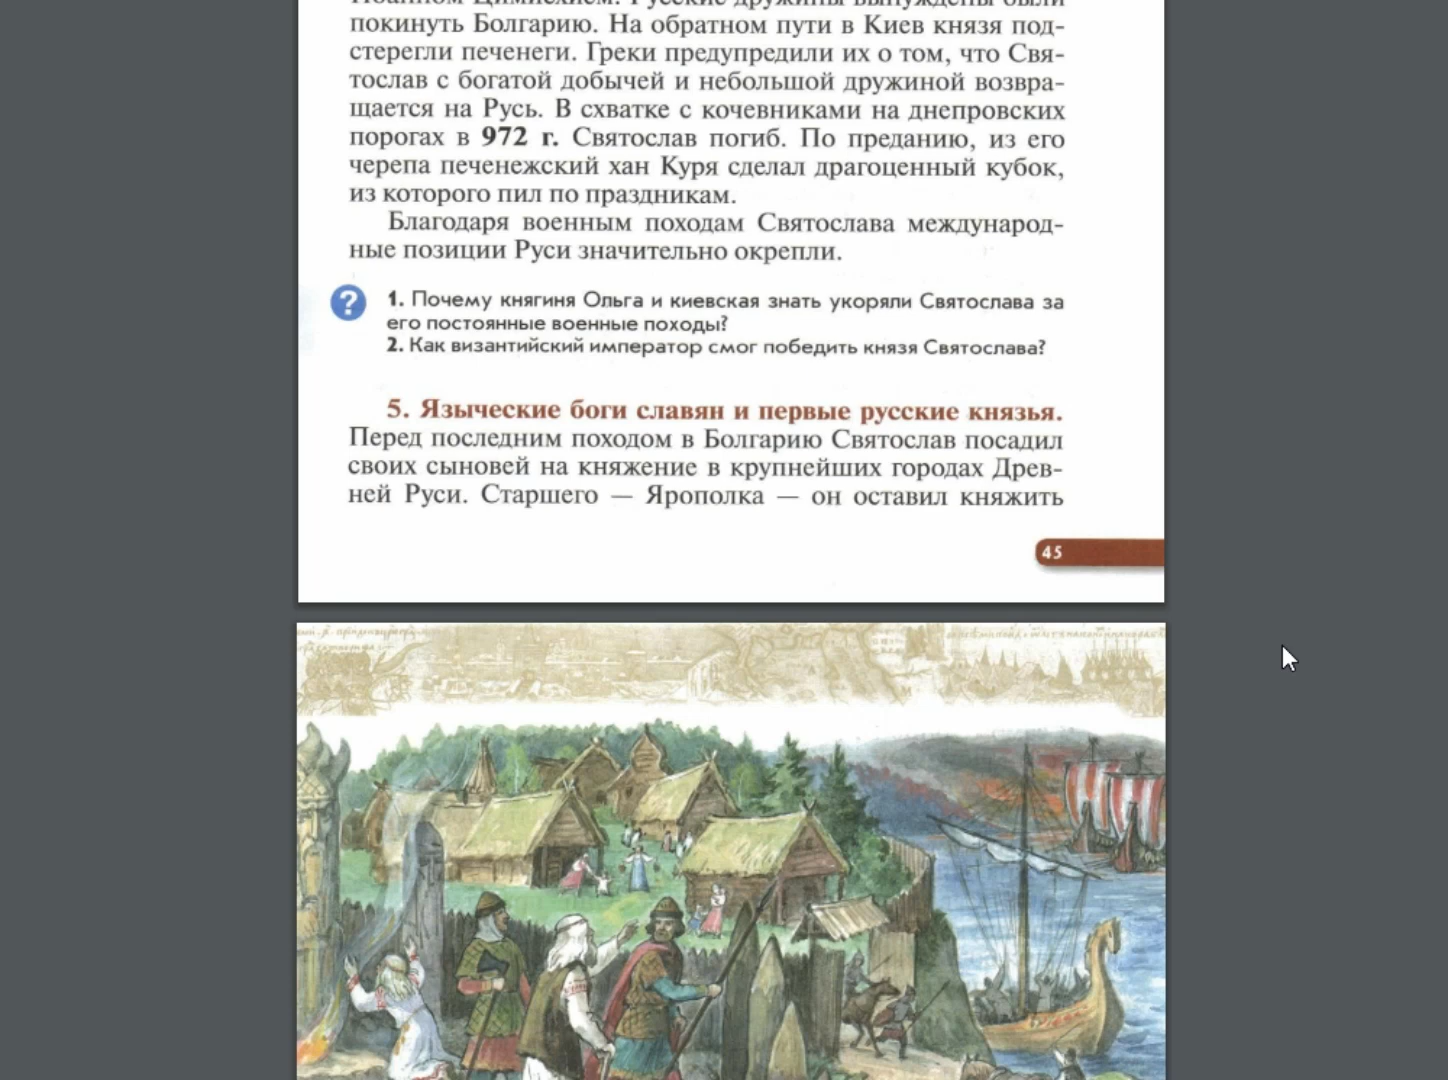 покинуть Болгарию. На обратном пути в Киев князя под-
стерегли печенеги. Греки предупредили их о том, что Свя-
тослав с богатой добычей и небольшой дружиной возвра-
щается на Русь. В схватке с кочевниками на днепровских
порогах в 972 г. Святослав погиб. По преданию, из его
черепа печенежский хан Куря сделал драгоценный кубок,
из которого пил по праздникам.
Благодаря военным походам Святослава международ-
ные позиции Руси значительно окрепли.
?
1. Почему княгиня Ольга и киевская знать укоряли Святослава за
его постоянные военные походы?
2. Как византийский император смог победить князя Святослава?
5. Языческие боги славян и первые русские князья.
Перед последним походом в Болгарию Святослав посадил
своих сыновей на княжение в крупнейших городах Древ-
ней Руси. Старшего — Ярополка — он оставил княжить
45